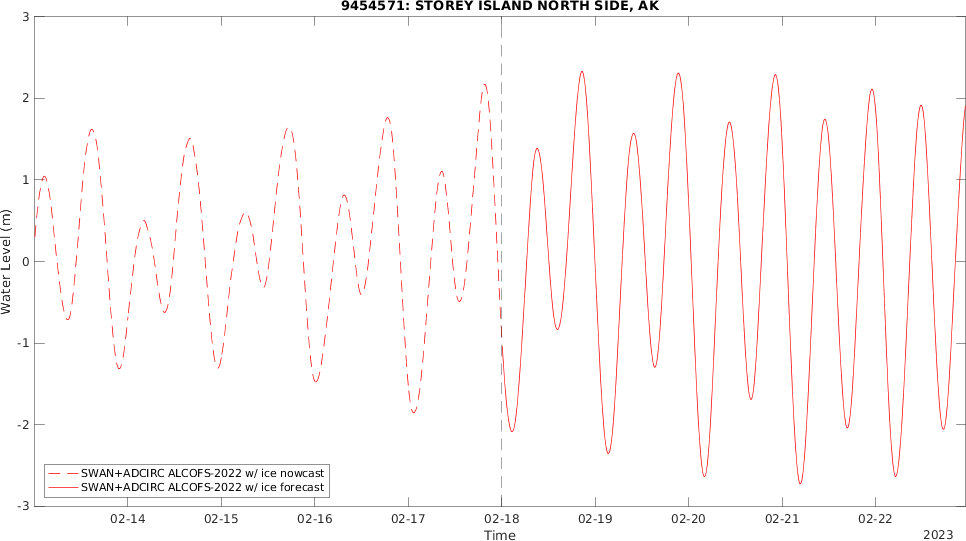 9454571: STOREY ISLAND NORTH SIDE, AK
3
2
1
0
-1
-2
-3
Water Level (m)
SWAN+ADCIRC ALCOFS-2022 w/ ice nowcast
SWAN+ADCIRC ALCOFS-2022 w/ ice forecast
02-14 02-15 02-16 02-17 02-18 02-19 02-20 02-21 02-22
Time
2023